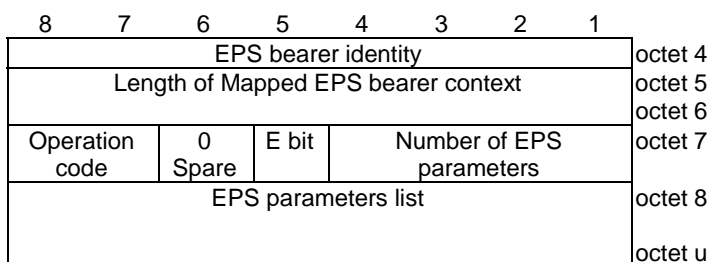 8 7 6 5 4 3 2 1
EPS bearer identity octet 4
Length of Mapped EPS bearer context octet 5
octet 6
Operation 0 E bit Number of EPS octet 7
code Spare parameters
EPS parameters list octet 8
octet u